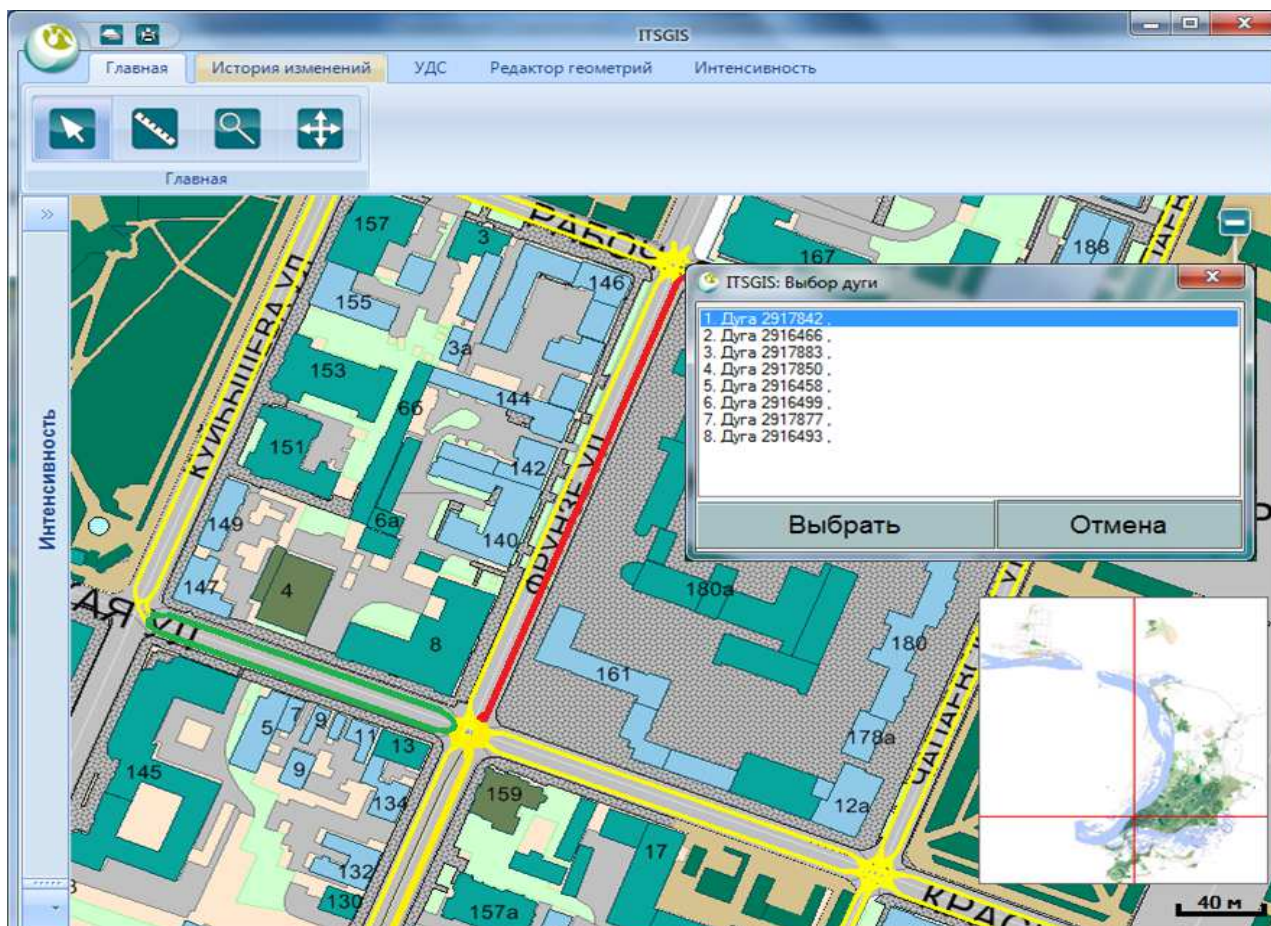 ITSGIS
Главная
История изменений
УДС
Редактор геометрий
Интенсивность
Главная
Интенсивность
157
3
167
188
146
155
3а
153
66
144
151
142
6а
149
140
147
4
8
КУЙБЫШЕВА УЛ
ФРУНЗЕ УЛ
КАЯ УЛ
ITSGIS: Выбор дуги
1. Дуга 2917842 ,
2. Дуга 2916466 ,
3. Дуга 2917883 ,
4. Дуга 2917850 ,
5. Дуга 2916458 ,
6. Дуга 2916499 ,
7. Дуга 2917877 ,
8. Дуга 2916493 ,
Выбрать
Отмена
180а
180
161
178а
12а
5
7
9
11
13
9
145
134
159
132
130
17
157а
КРАС
40 м